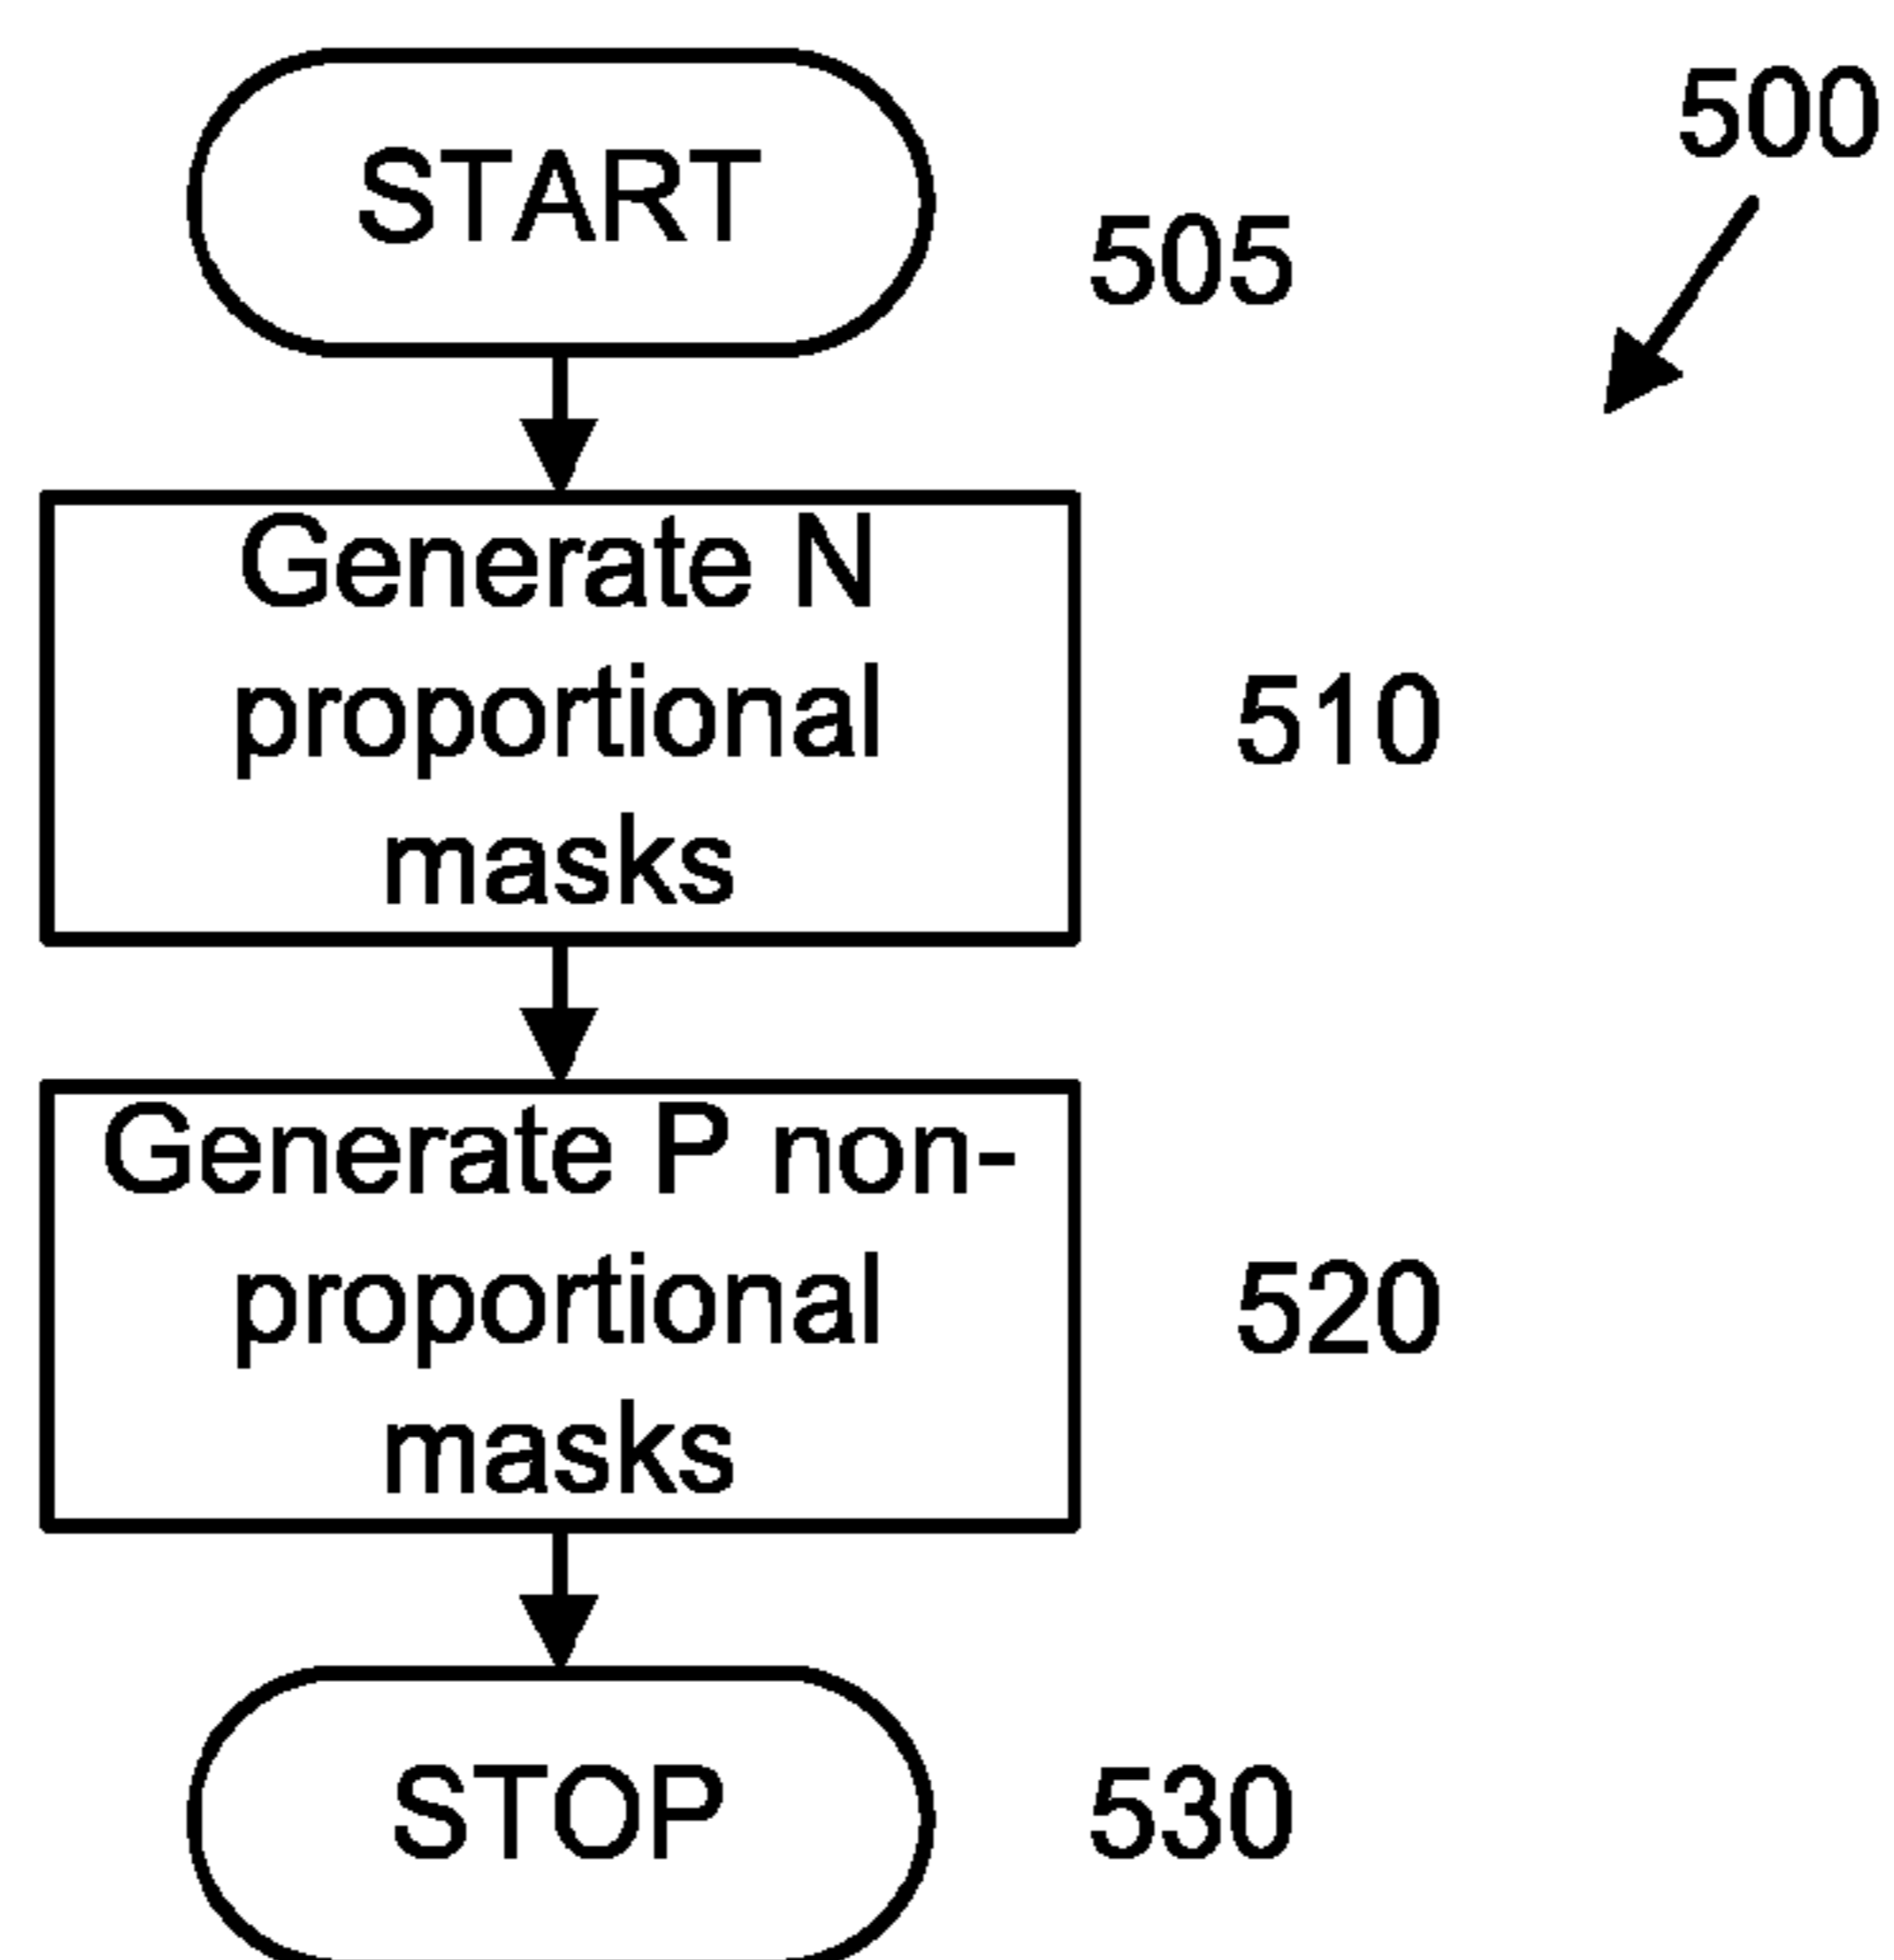 START
500
505
Generate N
proportional
masks
510
Generate P non-
proportional
masks
520
STOP
530